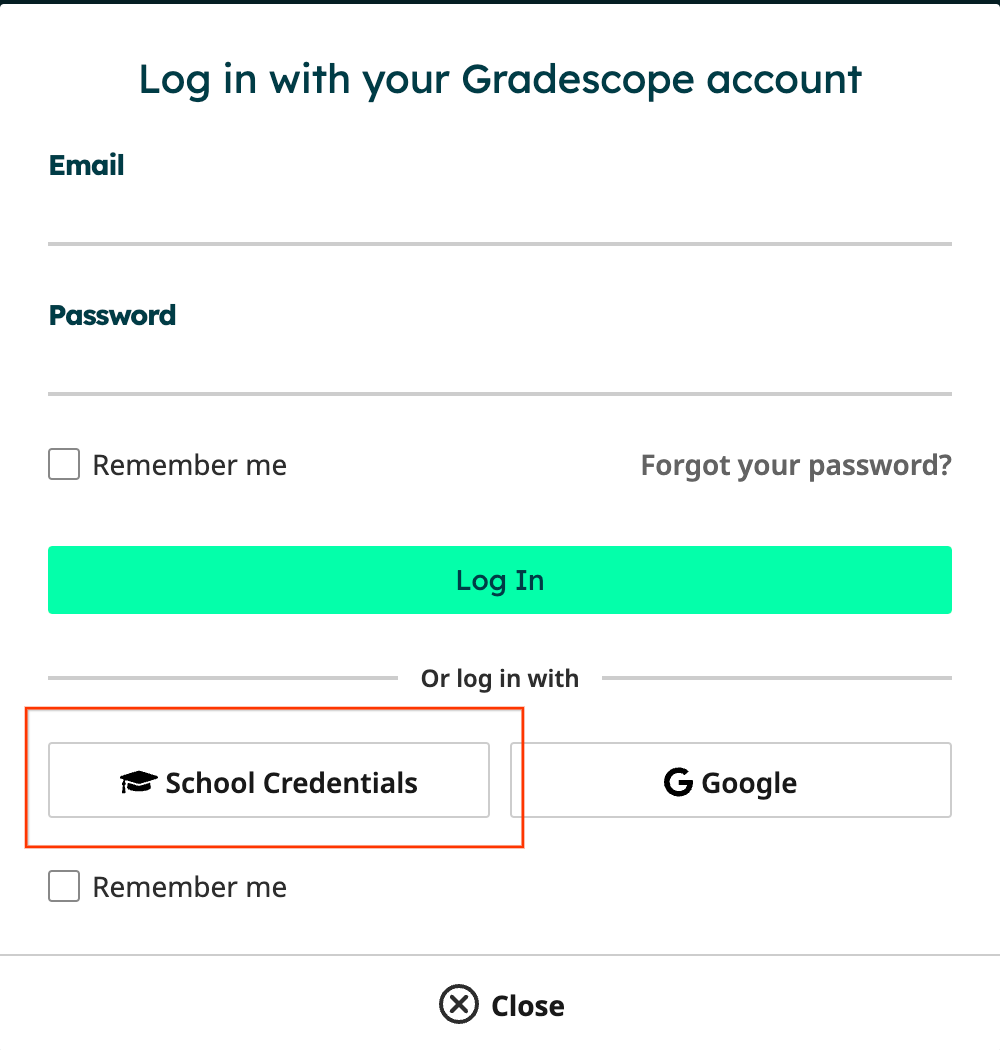 Log in with your Gradescope account
Email
Password
Remember me
Forgot your password?
Log In
Or log in with
School Credentials
Google
Remember me
Close